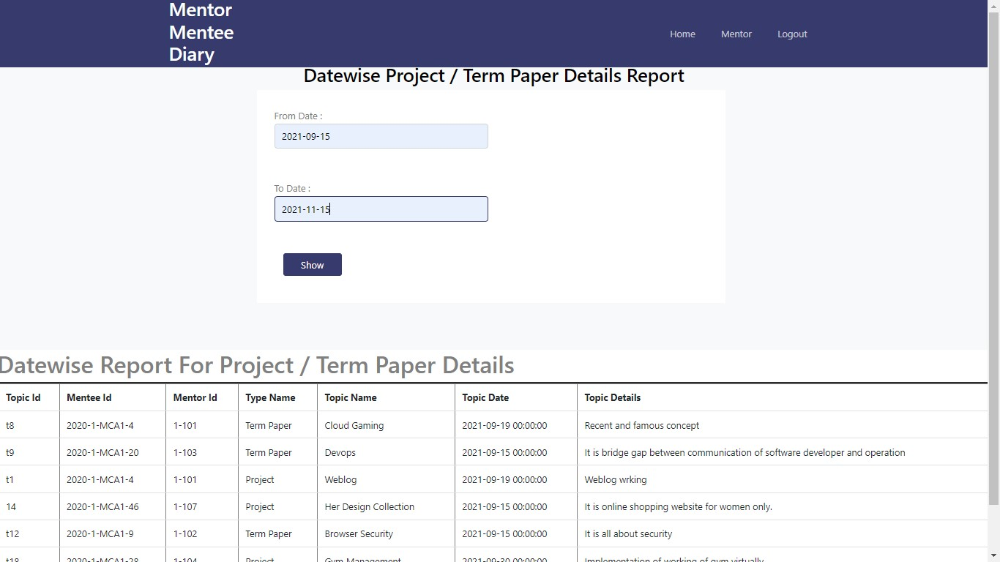 Mentor
Mentee
Diary
Home Mentor Logout
Datewise Project / Term Paper Details Report
From Date :
2021-09-15
To Date :
2021-11-15
Show
Datewise Report For Project / Term Paper Details
Topic Id Mentee Id Mentor Id Type Name Topic Name Topic Date Topic Details
t8 2020-1-MCA1-4 1-101 Term Paper Cloud Gaming 2021-09-19 00:00:00 Recent and famous concept
t9 2020-1-MCA1-20 1-103 Term Paper Devops 2021-09-15 00:00:00 It is bridge gap between communication of software developer and operation
t1 2020-1-MCA1-4 1-101 Project Weblog 2021-09-19 00:00:00 Weblog wrking
14 2020-1-MCA1-46 1-107 Project Her Design Collection 2021-09-15 00:00:00 It is online shopping website for women only.
t12 2020-1-MCA1-9 1-102 Term Paper Browser Security 2021-09-15 00:00:00 It is all about security
t18 2020-1-MCA1-28 1-104 Project Gym Management 2021-09-30 00:00:00 Implementation of working of gym virtually